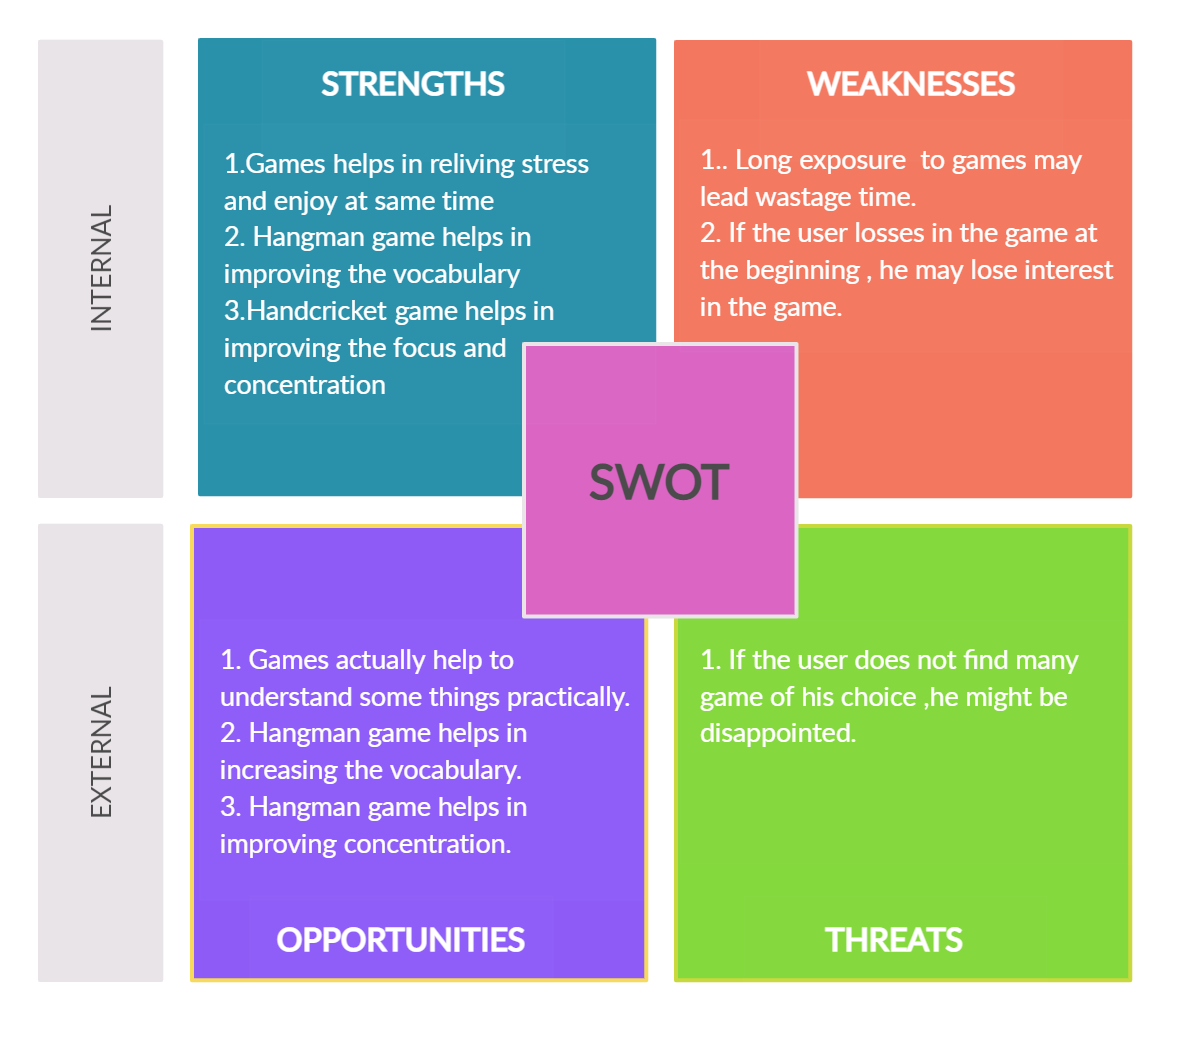 INTERNAL
STRENGTHS
1.Games helps in reliving stress
and enjoy at same time
2. Hangman game helps in
improving the vocabulary
3.Handcricket game helps in
improving the focus and
concentration
WEAKNESSES
1.. Long exposure  to games may
lead wastage time.
2. If the user losses in the game at
the beginning , he may lose interest
in the game.
SWOT
EXTERNAL
1. Games actually help to
understand some things practically.
2. Hangman game helps in
increasing the vocabulary.
3. Hangman game helps in
improving concentration.
OPPORTUNITIES
1. If the user does not find many
game of his choice ,he might be
disappointed.
THREATS